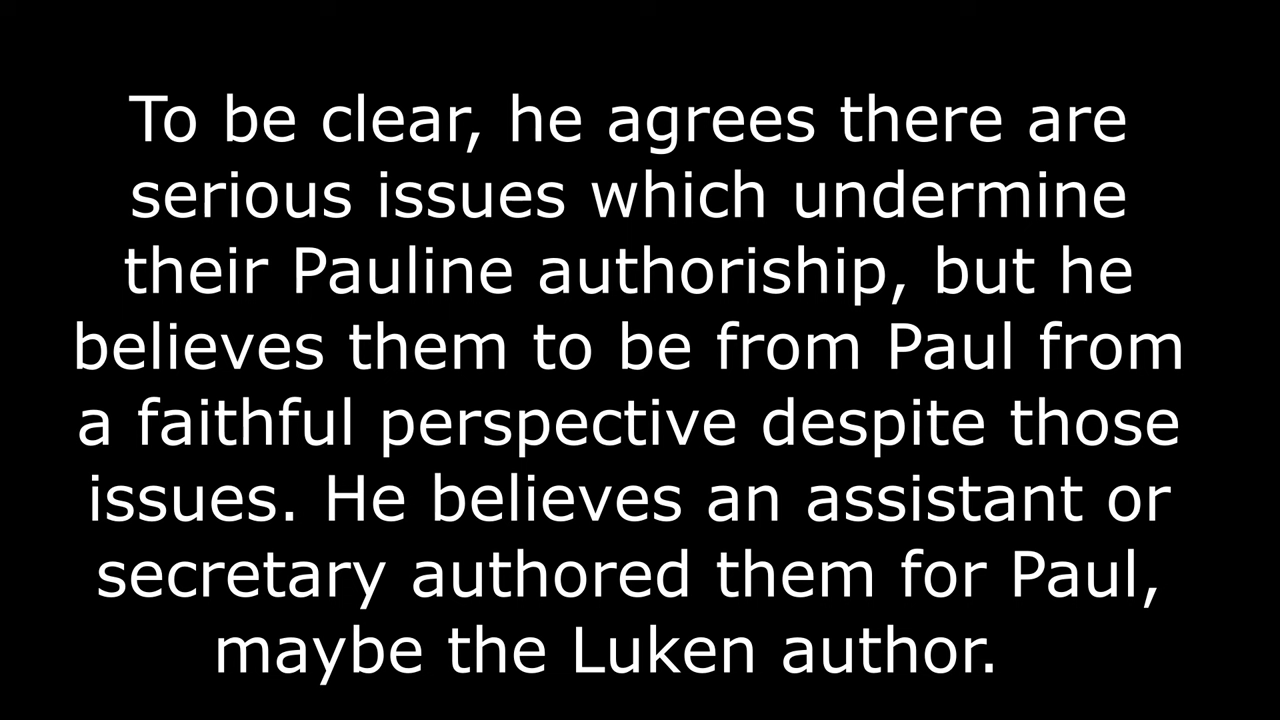 To be clear, he agrees there are
serious issues which undermine
their Pauline authoriship, but he
believes them to be from Paul from
a faithful perspective despite those
issues. He believes an assistant or
secretary authored them for Paul,
maybe the Luken author.